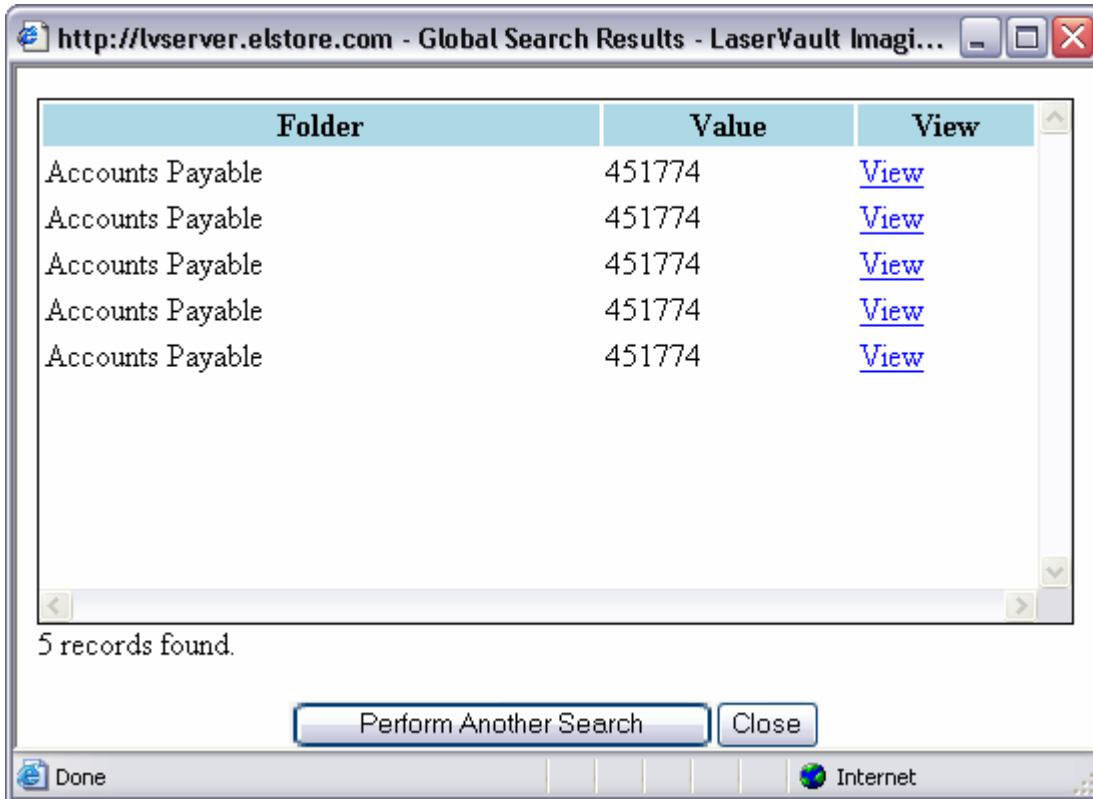 http://lvserver.elstore.com - Global Search Results - LaserVault Imagi...
Folder Value View
Accounts Payable 451774 View
Accounts Payable 451774 View
Accounts Payable 451774 View
Accounts Payable 451774 View
Accounts Payable 451774 View
5 records found.
Perform Another Search Close
Done Internet